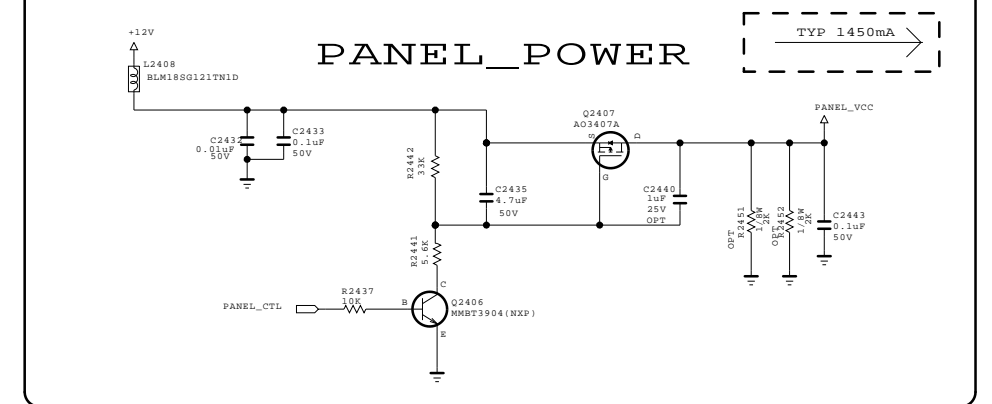 PANEL_POWER
TYP 1450mA
+12V
L2408
BLM18SG121TN1D
C2432
0.01uF
50V
C2433
0.1uF
50V
R2442
33K
C2435
4.7uF
50V
Q2407
AO3407A
S
D
G
C2440
1uF
25V
OPT
PANEL_VCC
OPT
R2451
1/8W
2K
OPT
R2452
1/8W
2K
C2443
0.1uF
50V
R2441
5.6K
PANEL_CTL
R2437
10K
B
C
E
Q2406
MMBT3904(NXP)